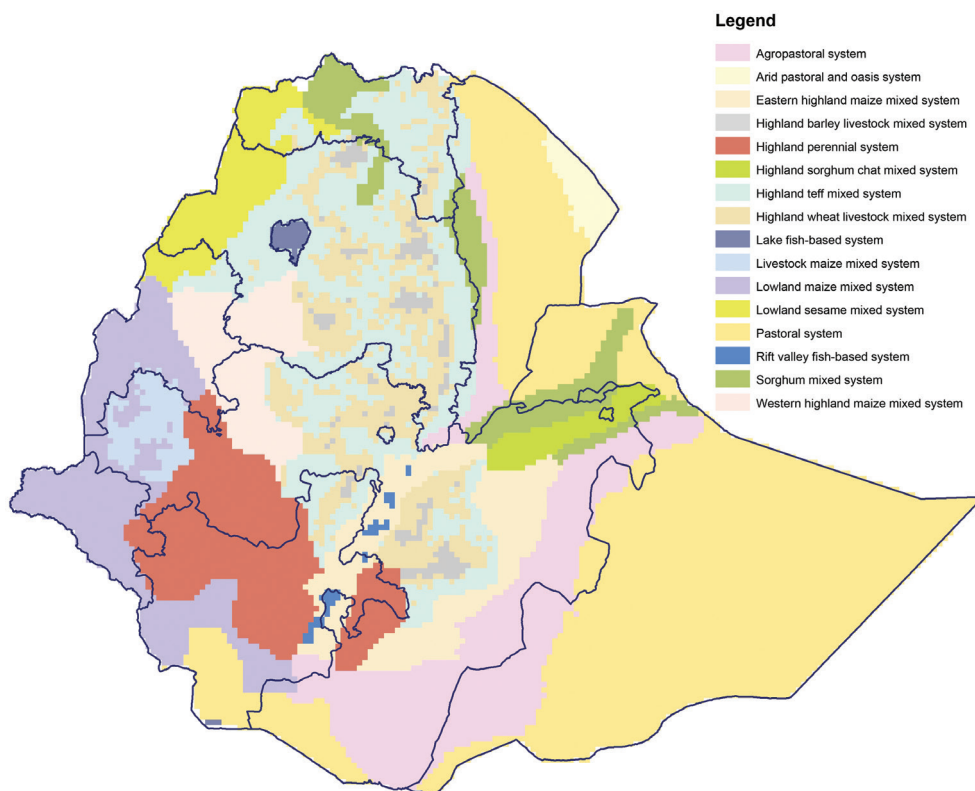 Legend
Agropastoral system
Arid pastoral and oasis system
Eastern highland maize mixed system
Highland barley livestock mixed system
Highland perennial system
Highland sorghum chat mixed system
Highland teff mixed system
Highland wheat livestock mixed system
Lake fish-based system
Livestock maize mixed system
Lowland maize mixed system
Lowland sesame mixed system
Pastoral system
Rift valley fish-based system
Sorghum mixed system
Western highland maize mixed system